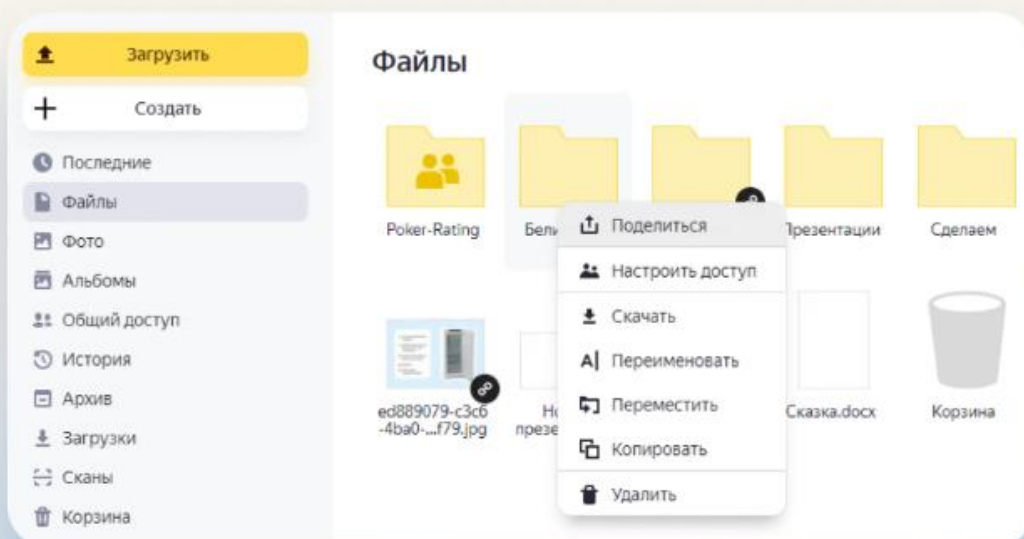 Загрузить
Создать
Последние
Файлы
Фото
Альбомы
Общий доступ
История
Архив
Загрузки
Сканы
Корзина
Файлы
Poker-Rating
Сделаем
Поделиться
Настроить доступ
Скачать
Переименовать
Переместить
Копировать
Удалить
ed889079-c3c6
-4ba0-...f79.jpg
Сказка.docx
Корзина